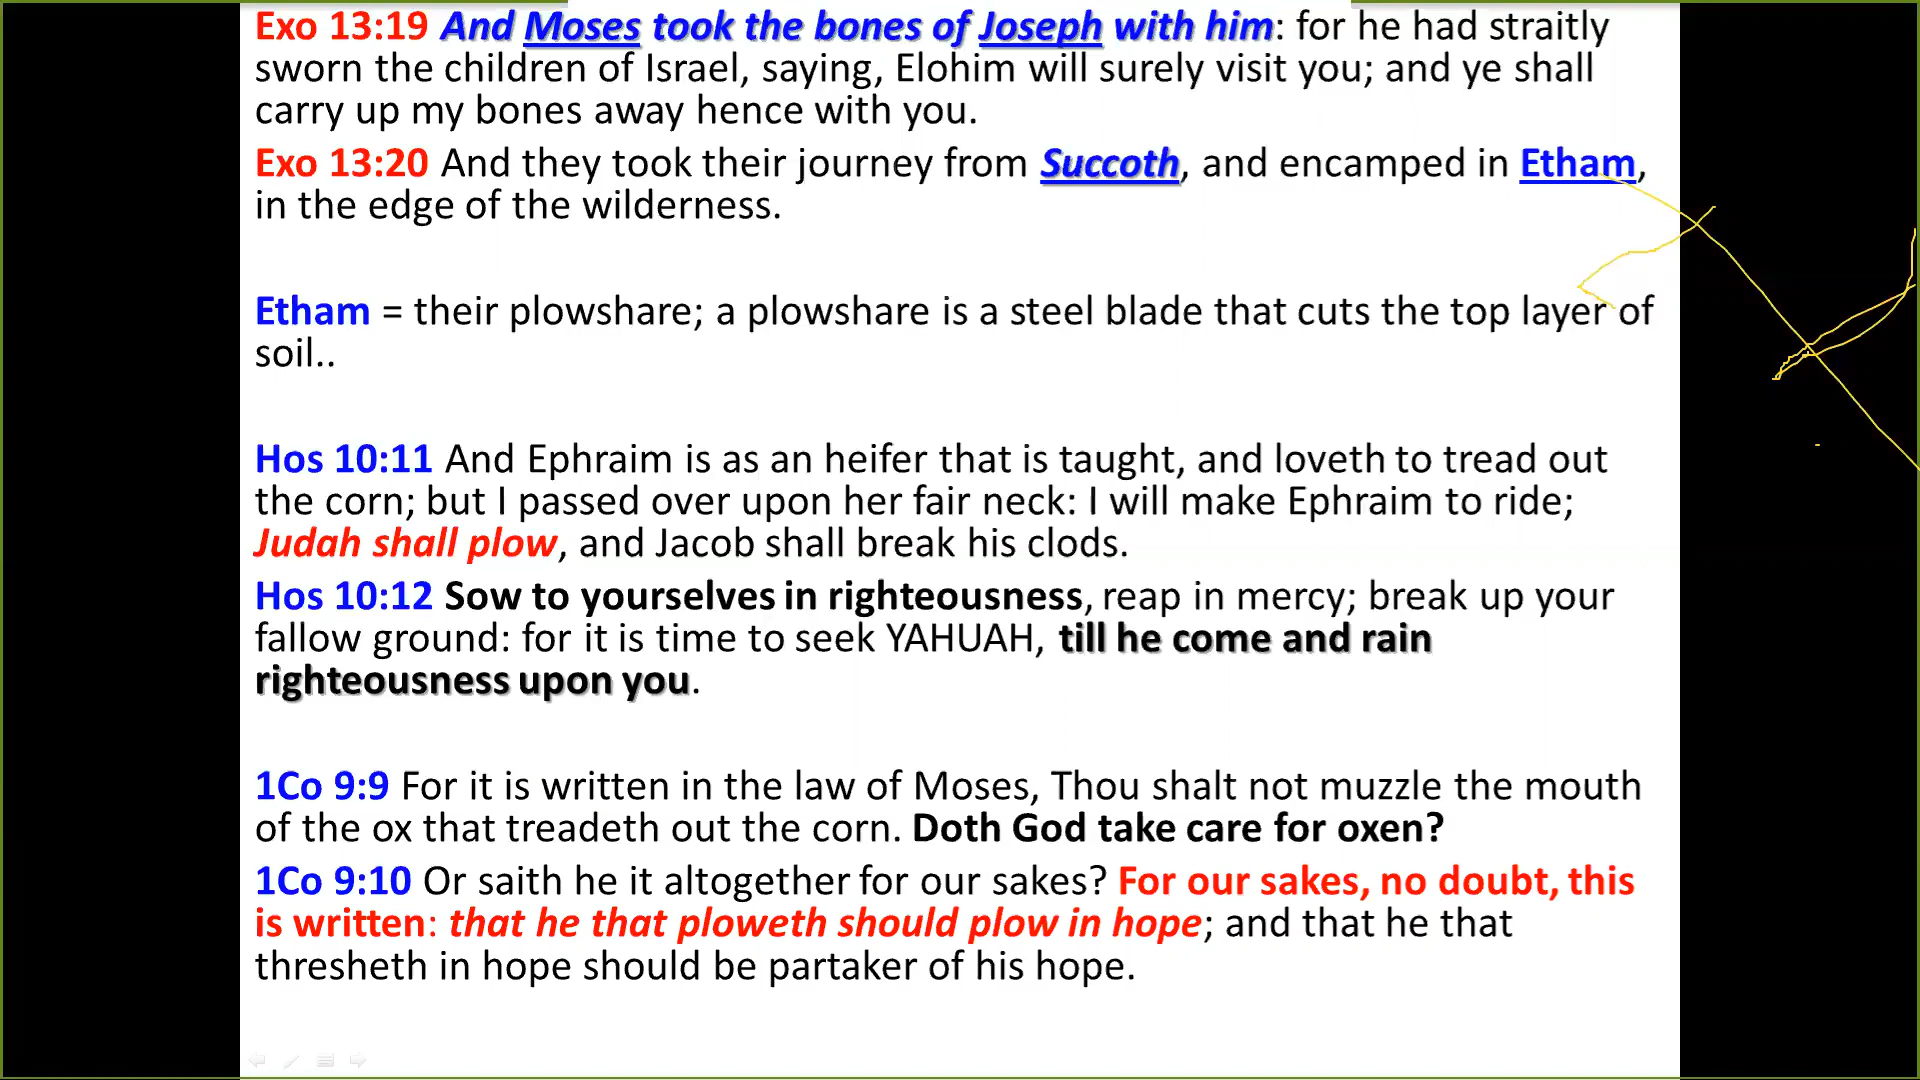 Exo 13:19 And Moses took the bones of Joseph with him: for he had straitly
sworn the children of Israel, saying, Elohim will surely visit you; and ye shall
carry up my bones away hence with you.
Exo 13:20 And they took their journey from Succoth, and encamped in Etham,
in the edge of the wilderness.
Etham = their plowshare; a plowshare is a steel blade that cuts the top layer of
soil..
Hos 10:11 And Ephraim is as an heifer that is taught, and loveth to tread out
the corn; but I passed over upon her fair neck: I will make Ephraim to ride;
Judah shall plow, and Jacob shall break his clods.
Hos 10:12 Sow to yourselves in righteousness, reap in mercy; break up your
fallow ground: for it is time to seek YAHUAH, till he come and rain
righteousness upon you.
1Co 9:9 For it is written in the law of Moses, Thou shalt not muzzle the mouth
of the ox that treadeth out the corn. Doth God take care for oxen?
1Co 9:10 Or saith he it altogether for our sakes? For our sakes, no doubt, this
is written: that he that ploweth should plow in hope; and that he that
thresheth in hope should be partaker of his hope.